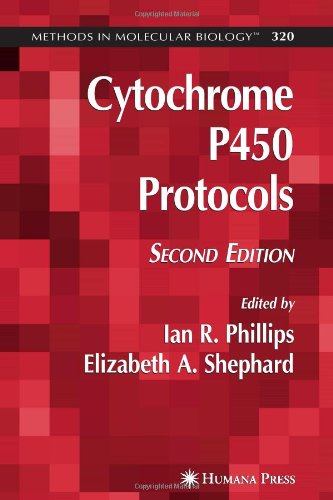 METHODS IN MOLECULAR BIOLOGY™ 320
Cytochrome
P450
Protocols
SECOND EDITION
Edited by
Ian R. Phillips
Elizabeth A. Shephard
HUMANA PRESS